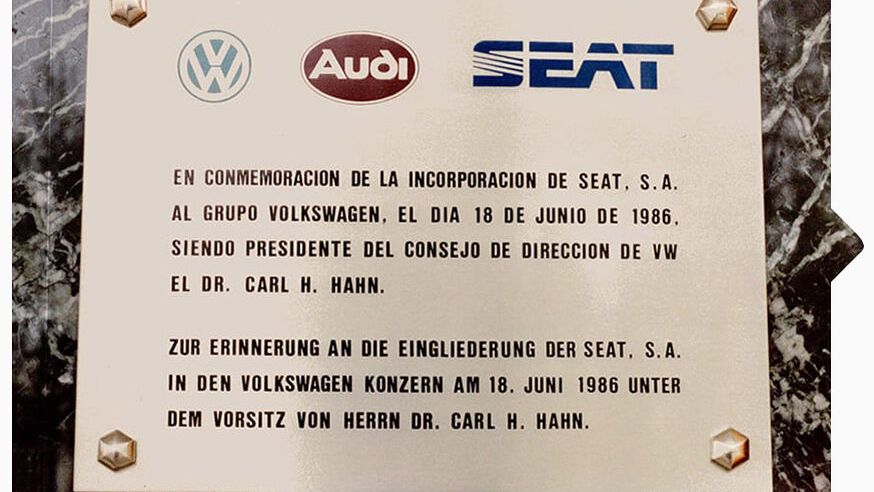 VW AUDI SEAT
EN CONMEMORACION DE LA INCORPORACION DE SEAT, S.A.
AL GRUPO VOLKSWAGEN, EL DIA 18 DE JUNIO DE 1986,
SIENDO PRESIDENTE DEL CONSEJO DE DIRECCION DE VW
EL DR. CARL H. HAHN.
ZUR ERINNERUNG AN DIE EINGLIEDERUNG DER SEAT, S.A.
IN DEN VOLKSWAGEN KONZERN AM 18. JUNI 1986 UNTER
DEM VORSITZ VON HERRN DR. CARL H. HAHN.